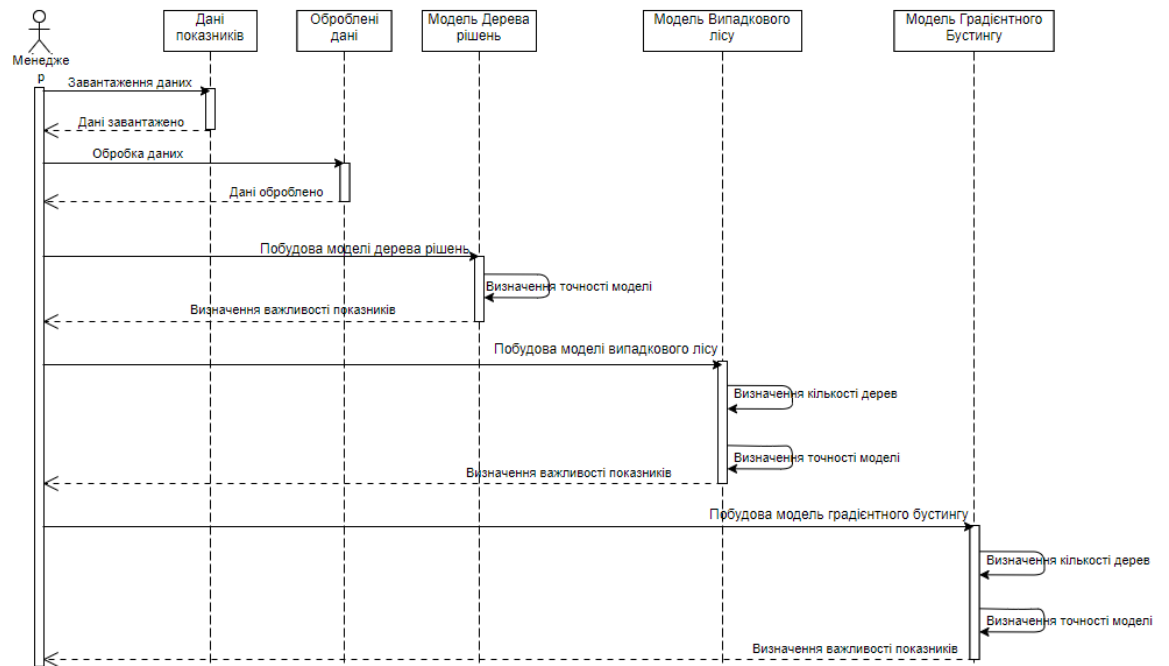 Дані
показників
Оброблені
дані
Модель Дерева
рішень
Модель Випадкового
лісу
Модель Градієнтного
Бустингу
Менедже
р
Завантаження даних
Дані завантажено
Обробка даних
Дані оброблено
Побудова моделі дерева рішень
Визначення точності моделі
Визначення важливості показників
Побудова моделі випадкового лісу
Визначення кількості дерев
Визначення точності моделі
Визначення важливості показників
Побудова модель градієнтного бустингу
Визначення кількості дерев
Визначення точності моделі
Визначення важливості показників